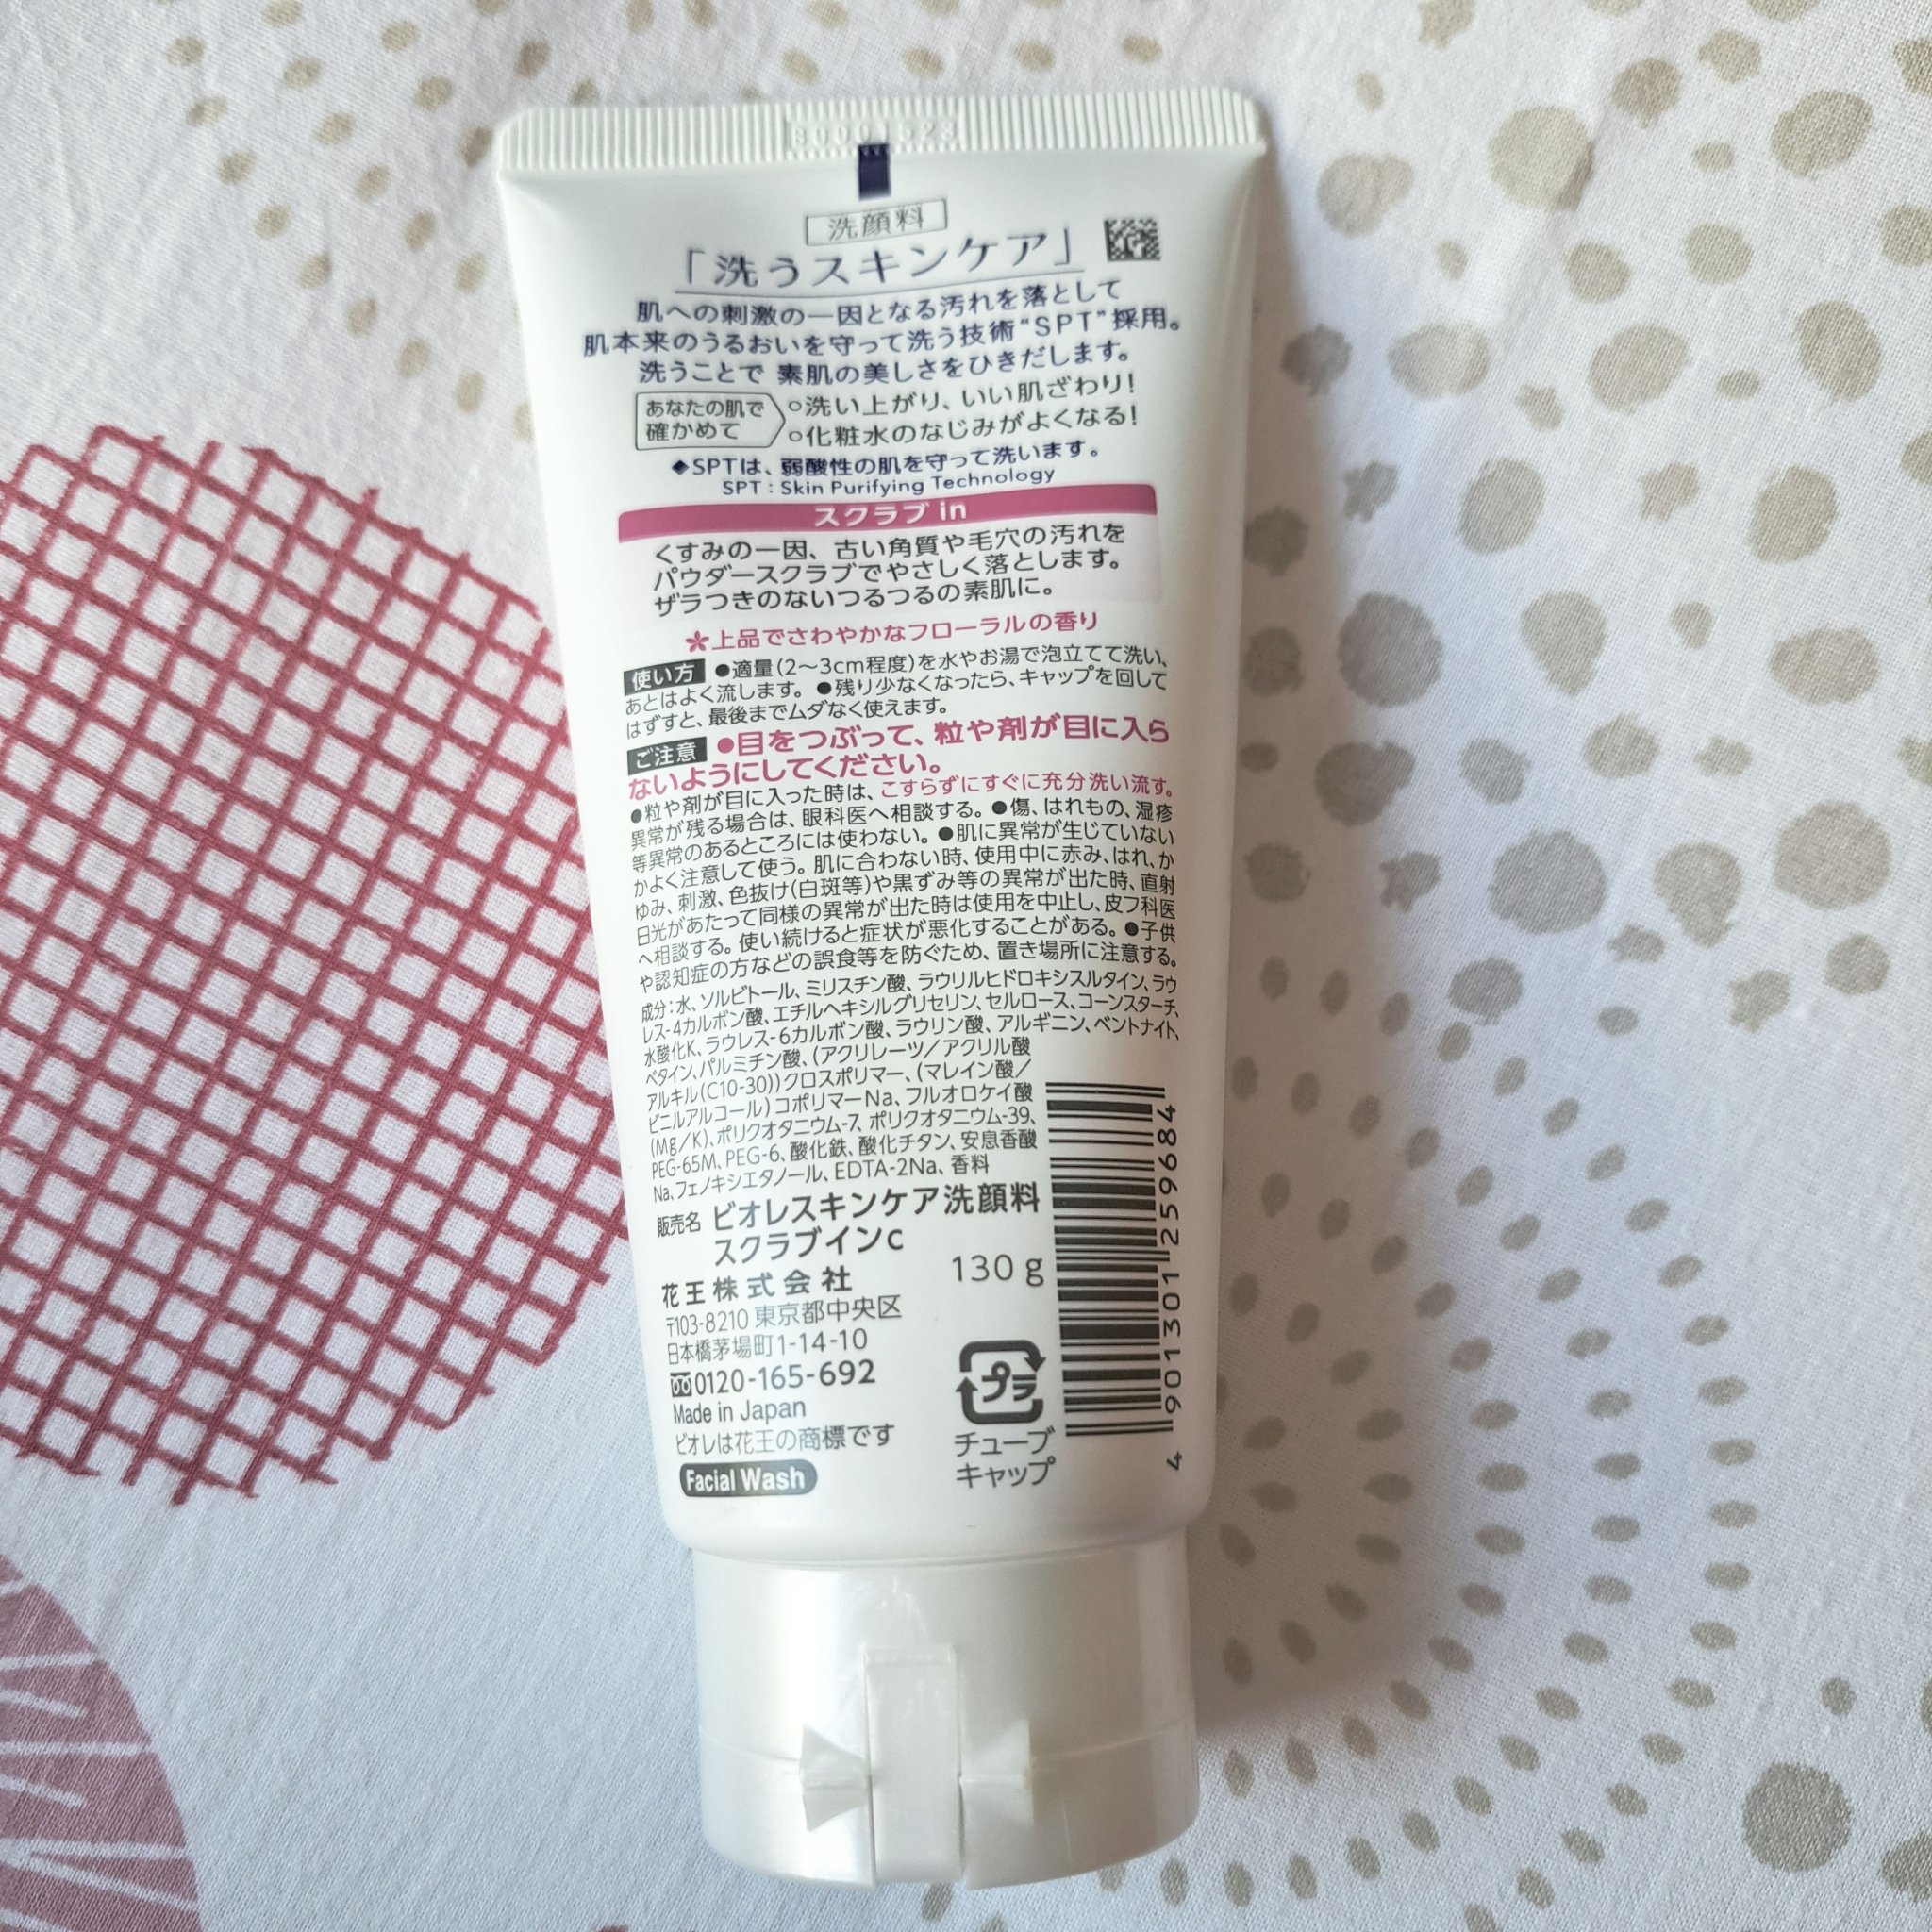 洗顔料
「洗うスキンケア」
肌への刺激の一因となる汚れを落として
肌本来のうるおいを守って洗う技術“SPT”採用。
洗うことで 素肌の美しさをひきだします。
あなたの肌で
確かめて
○洗い上がり、いい肌ざわり!
○化粧水のなじみがよくなる!
◆SPTは、弱酸性の肌を守って洗います。
SPT : Skin Purifying Technology
スクラブin
くすみの一因、古い角質や毛穴の汚れを
パウダースクラブでやさしく落とします。
ザラつきのないつるつるの素肌に。
*上品でさわやかなフローラルの香り
使い方 ●適量(2〜3cm程度)を水やお湯で泡立てて洗い、
あとはよく流します。 ●残り少なくなったら、キャップを回して
はずすと、最後までムダなく使えます。
ご注意 ●目をつぶって、粒や剤が目に入ら
ないようにしてください。
●粒や剤が目に入った時は、こすらずにすぐに充分洗い流す。
異常が残る場合は、眼科医へ相談する。●傷、はれもの、湿疹
等異常のあるところには使わない。●肌に異常が生じていない
かよく注意して使う。肌に合わない時、使用中に赤み、はれ、か
ゆみ、刺激、色抜け(白斑等)や黒ずみ等の異常が出た時、直射
日光があたって同様の異常が出た時は使用を中止し、皮フ科医
へ相談する。使い続けると症状が悪化することがある。●子供
や認知症の方などの誤食等を防ぐため、置き場所に注意する。
成分:水、ソルビトール、ミリスチン酸、ラウリルヒドロキシスルタイン、ラウ
レス-4カルボン酸、エチルヘキシルグリセリン、セルロース、コーンスターチ、
水酸化K、ラウレス-6カルボン酸、ラウリン酸、アルギニン、ベントナイト、
ベタイン、パルミチン酸、(アクリレーツ/アクリル酸
アルキル(C10-30))クロスポリマー、(マレイン酸/
ビニルアルコール)コポリマーNa、フルオロケイ酸
(Mg/K)、ポリクオタニウム-7、ポリクオタニウム-39、
PEG-65M、PEG-6、酸化鉄、酸化チタン、安息香酸
Na、フェノキシエタノール、EDTA-2Na、香料
販売名 ビオレスキンケア洗顔料
スクラブインc
130g
花王株式会社
〒103-8210 東京都中央区
日本橋茅場町1-14-10
0120-165-692
Made in Japan
ビオレは花王の商標です
Facial Wash
プラ
チューブ
キャップ
4 901301 259684